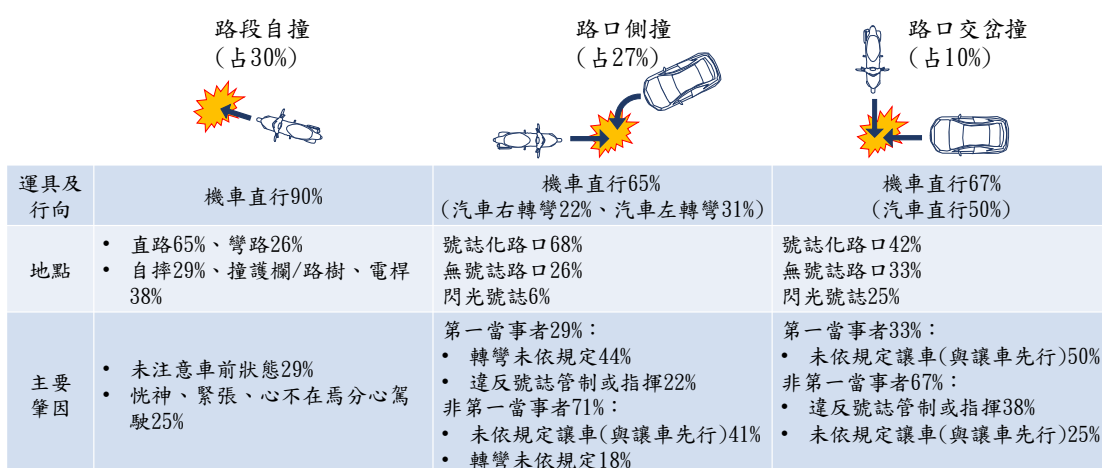 路段自撞
(占30%)
路口側撞
(占27%)
路口交岔撞
(占10%)
運具及
行向
機車直行90%
機車直行65%
(汽車右轉彎22%、汽車左轉彎31%)
機車直行67%
(汽車直行50%)
地點
• 直路65%、彎路26%
• 自摔29%、撞護欄/路樹、電桿
38%
號誌化路口68%
無號誌路口26%
閃光號誌6%
號誌化路口42%
無號誌路口33%
閃光號誌25%
主要
肇因
• 未注意車前狀態29%
• 恍神、緊張、心不在焉分心駕
駛25%
第一當事者29%：
• 轉彎未依規定44%
• 違反號誌管制或指揮22%
非第一當事者71%：
• 未依規定讓車(與讓車先行)41%
• 轉彎未依規定18%
第一當事者33%：
• 未依規定讓車(與讓車先行)50%
非第一當事者67%：
• 違反號誌管制或指揮38%
• 未依規定讓車(與讓車先行)25%